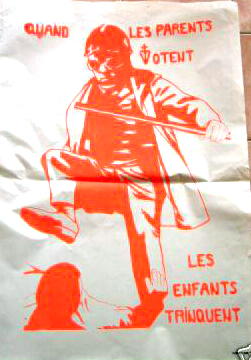 QUAND LES PARENTS
VOTENT
LES
ENFANTS
TRINQUENT